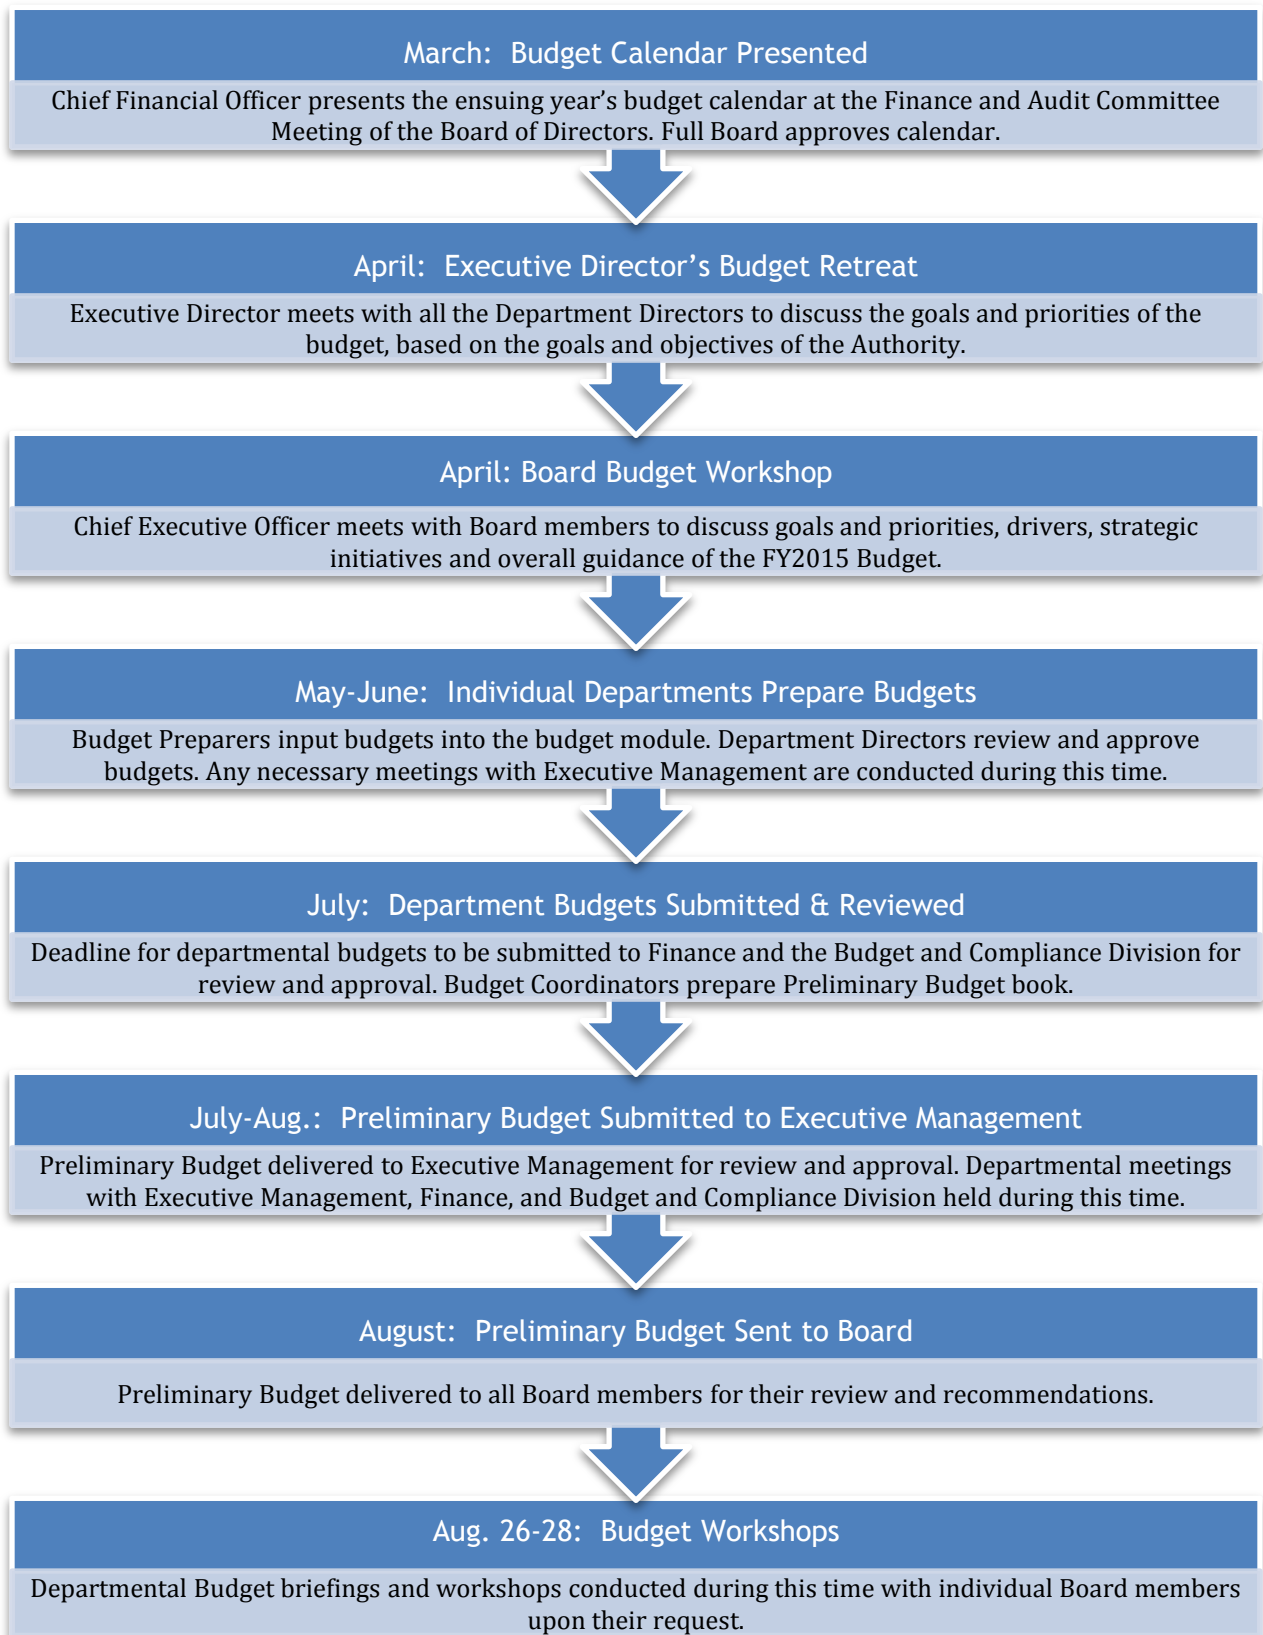 March:  Budget Calendar Presented
Chief Financial Officer presents the ensuing year’s budget calendar at the Finance and Audit Committee
Meeting of the Board of Directors. Full Board approves calendar.
April:  Executive Director’s Budget Retreat
Executive Director meets with all the Department Directors to discuss the goals and priorities of the
budget, based on the goals and objectives of the Authority.
April: Board Budget Workshop
Chief Executive Officer meets with Board members to discuss goals and priorities, drivers, strategic
initiatives and overall guidance of the FY2015 Budget.
May-June:  Individual Departments Prepare Budgets
Budget Preparers input budgets into the budget module. Department Directors review and approve
budgets. Any necessary meetings with Executive Management are conducted during this time.
July:  Department Budgets Submitted & Reviewed
Deadline for departmental budgets to be submitted to Finance and the Budget and Compliance Division for
review and approval. Budget Coordinators prepare Preliminary Budget book.
July-Aug.:  Preliminary Budget Submitted to Executive Management
Preliminary Budget delivered to Executive Management for review and approval. Departmental meetings
with Executive Management, Finance, and Budget and Compliance Division held during this time.
August:  Preliminary Budget Sent to Board
Preliminary Budget delivered to all Board members for their review and recommendations.
Aug. 26-28:  Budget Workshops
Departmental Budget briefings and workshops conducted during this time with individual Board members
upon their request.